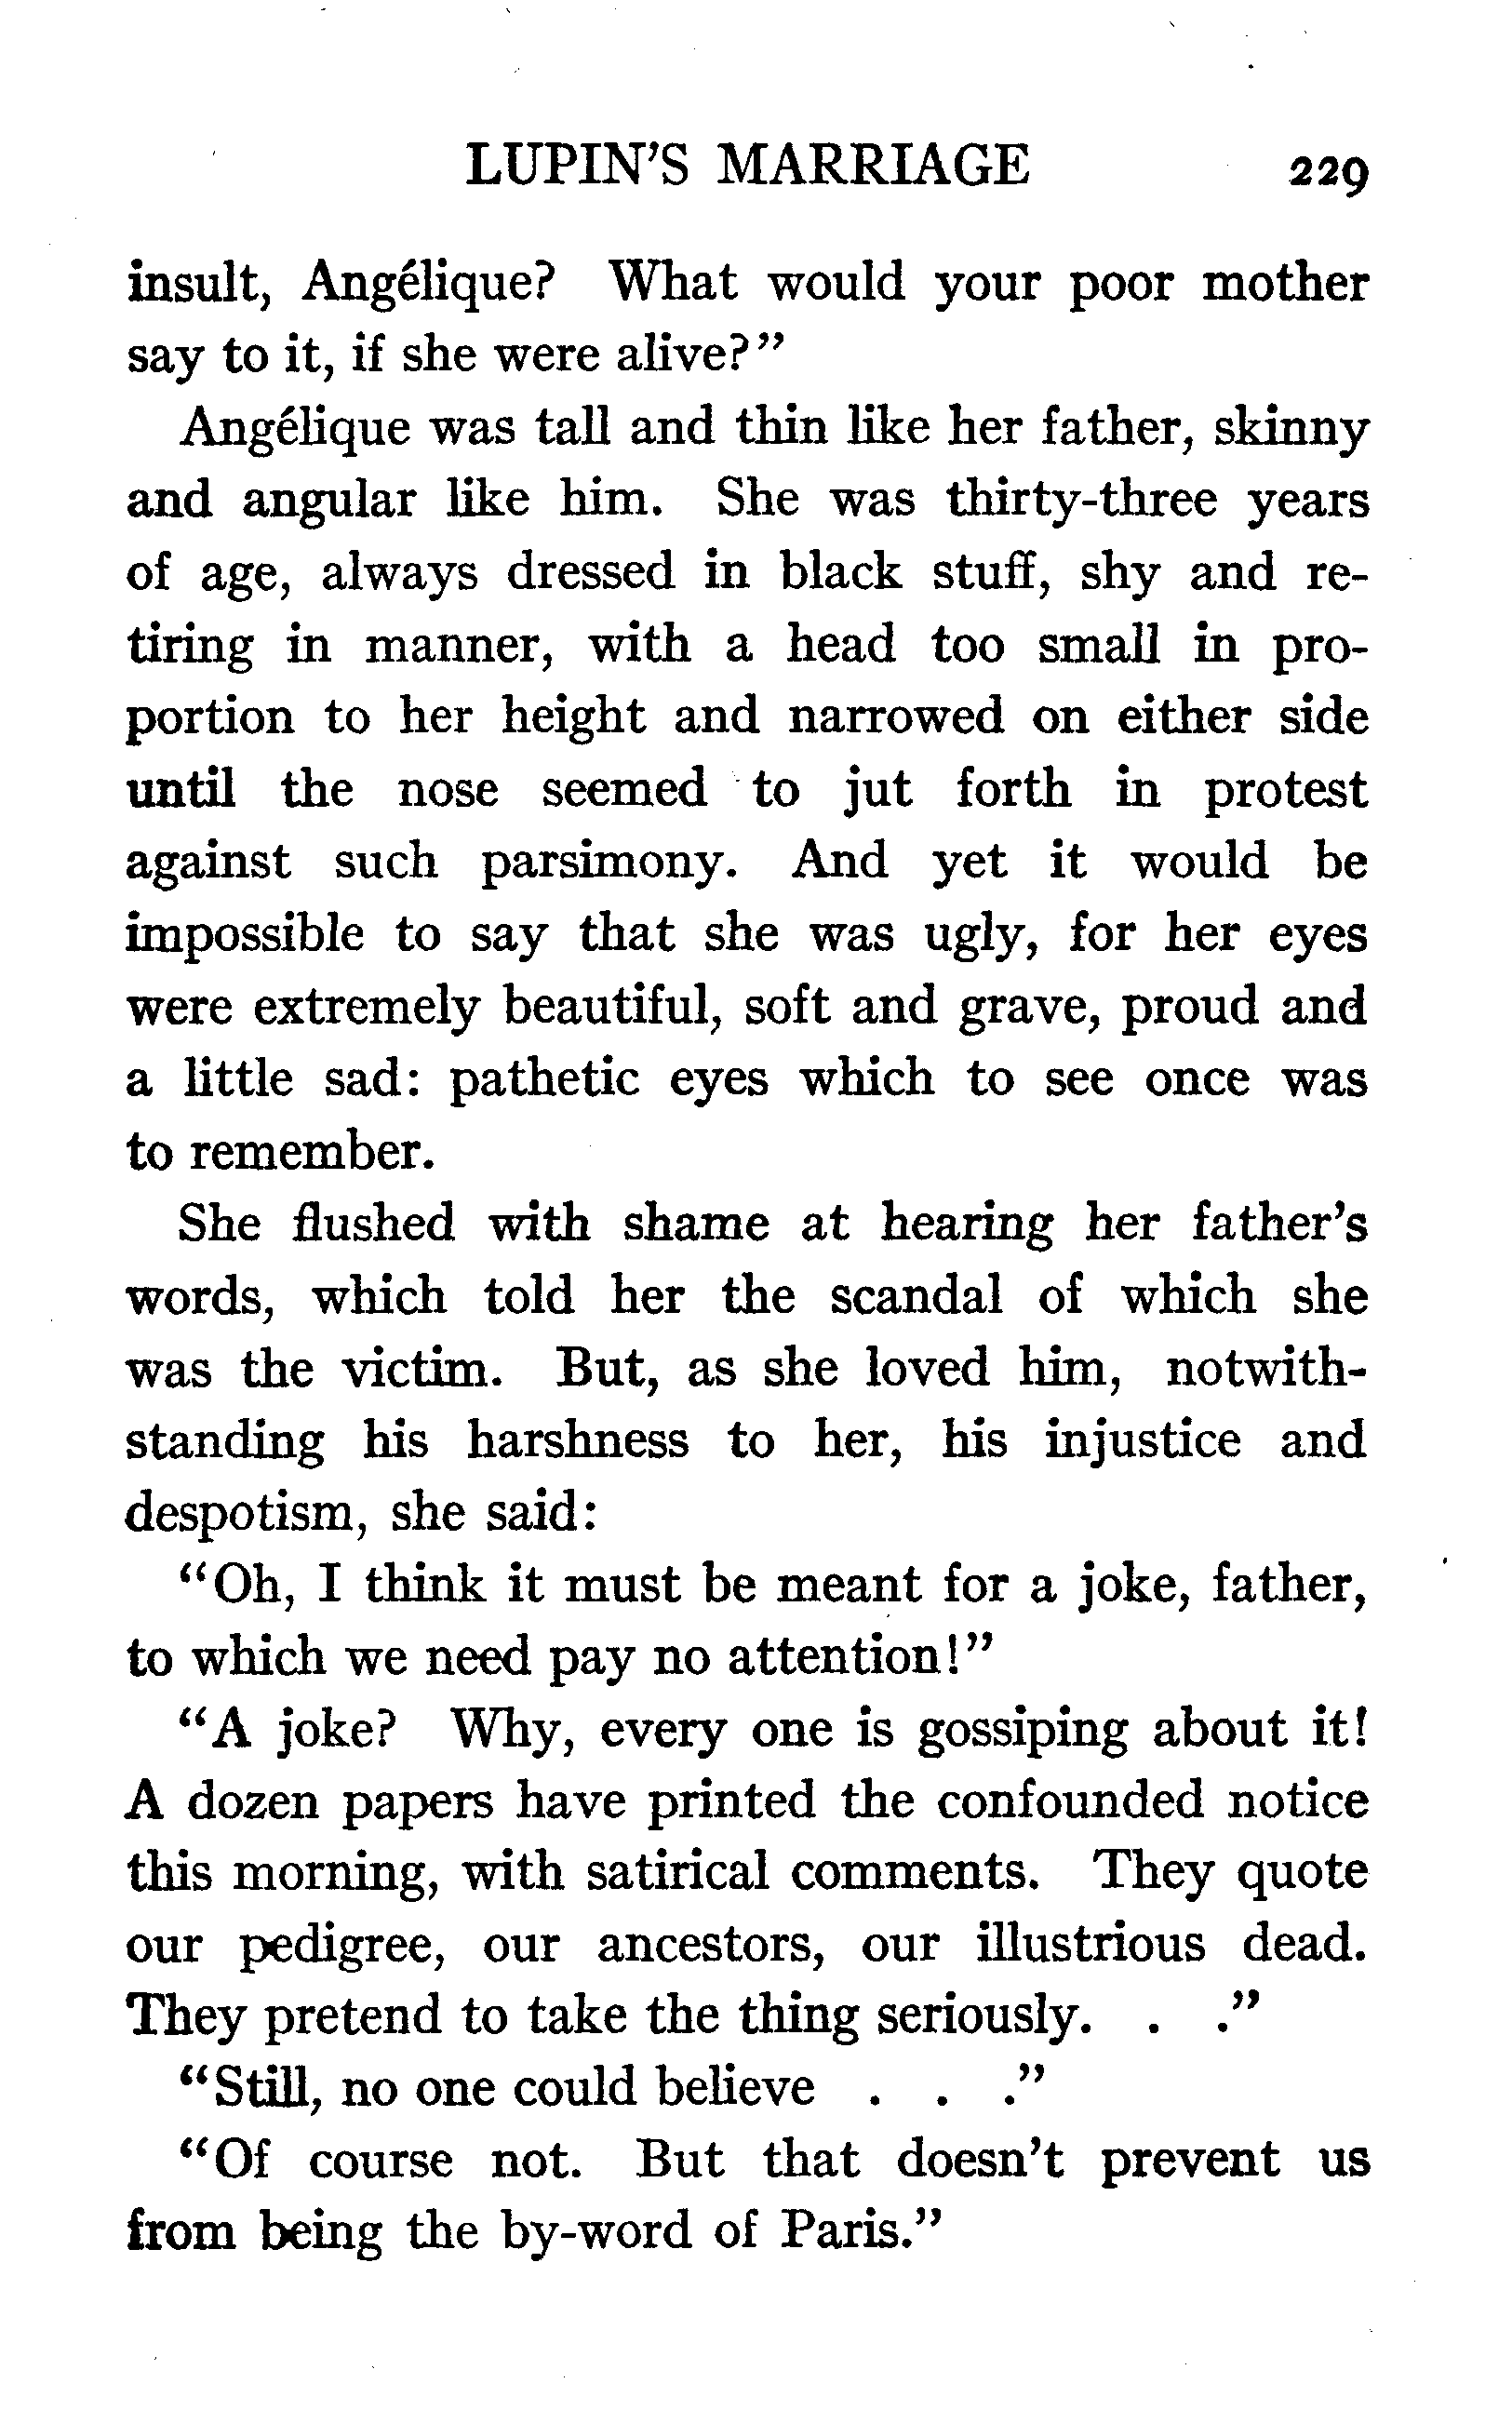 LUPIN'S MARRIAGE 229
insult, Angélique? What would your poor mother
say to it, if she were alive?"
Angélique was tall and thin like her father, skinny
and angular like him. She was thirty-three years
of age, always dressed in black stuff, shy and re-
tiring in manner, with a head too small in pro-
portion to her height and narrowed on either side
until the nose seemed to jut forth in protest
against such parsimony. And yet it would be
impossible to say that she was ugly, for her eyes
were extremely beautiful, soft and grave, proud and
a little sad: pathetic eyes which to see once was
to remember.
She flushed with shame at hearing her father's
words, which told her the scandal of which she
was the victim. But, as she loved him, notwith-
standing his harshness to her, his injustice and
despotism, she said:
"Oh, I think it must be meant for a joke, father,
to which we need pay no attention!"
"A joke? Why, every one is gossiping about it!
A dozen papers have printed the confounded notice
this morning, with satirical comments. They quote
our pedigree, our ancestors, our illustrious dead.
They pretend to take the thing seriously. . ."
"Still, no one could believe . . ."
"Of course not. But that doesn't prevent us
from being the by-word of Paris."